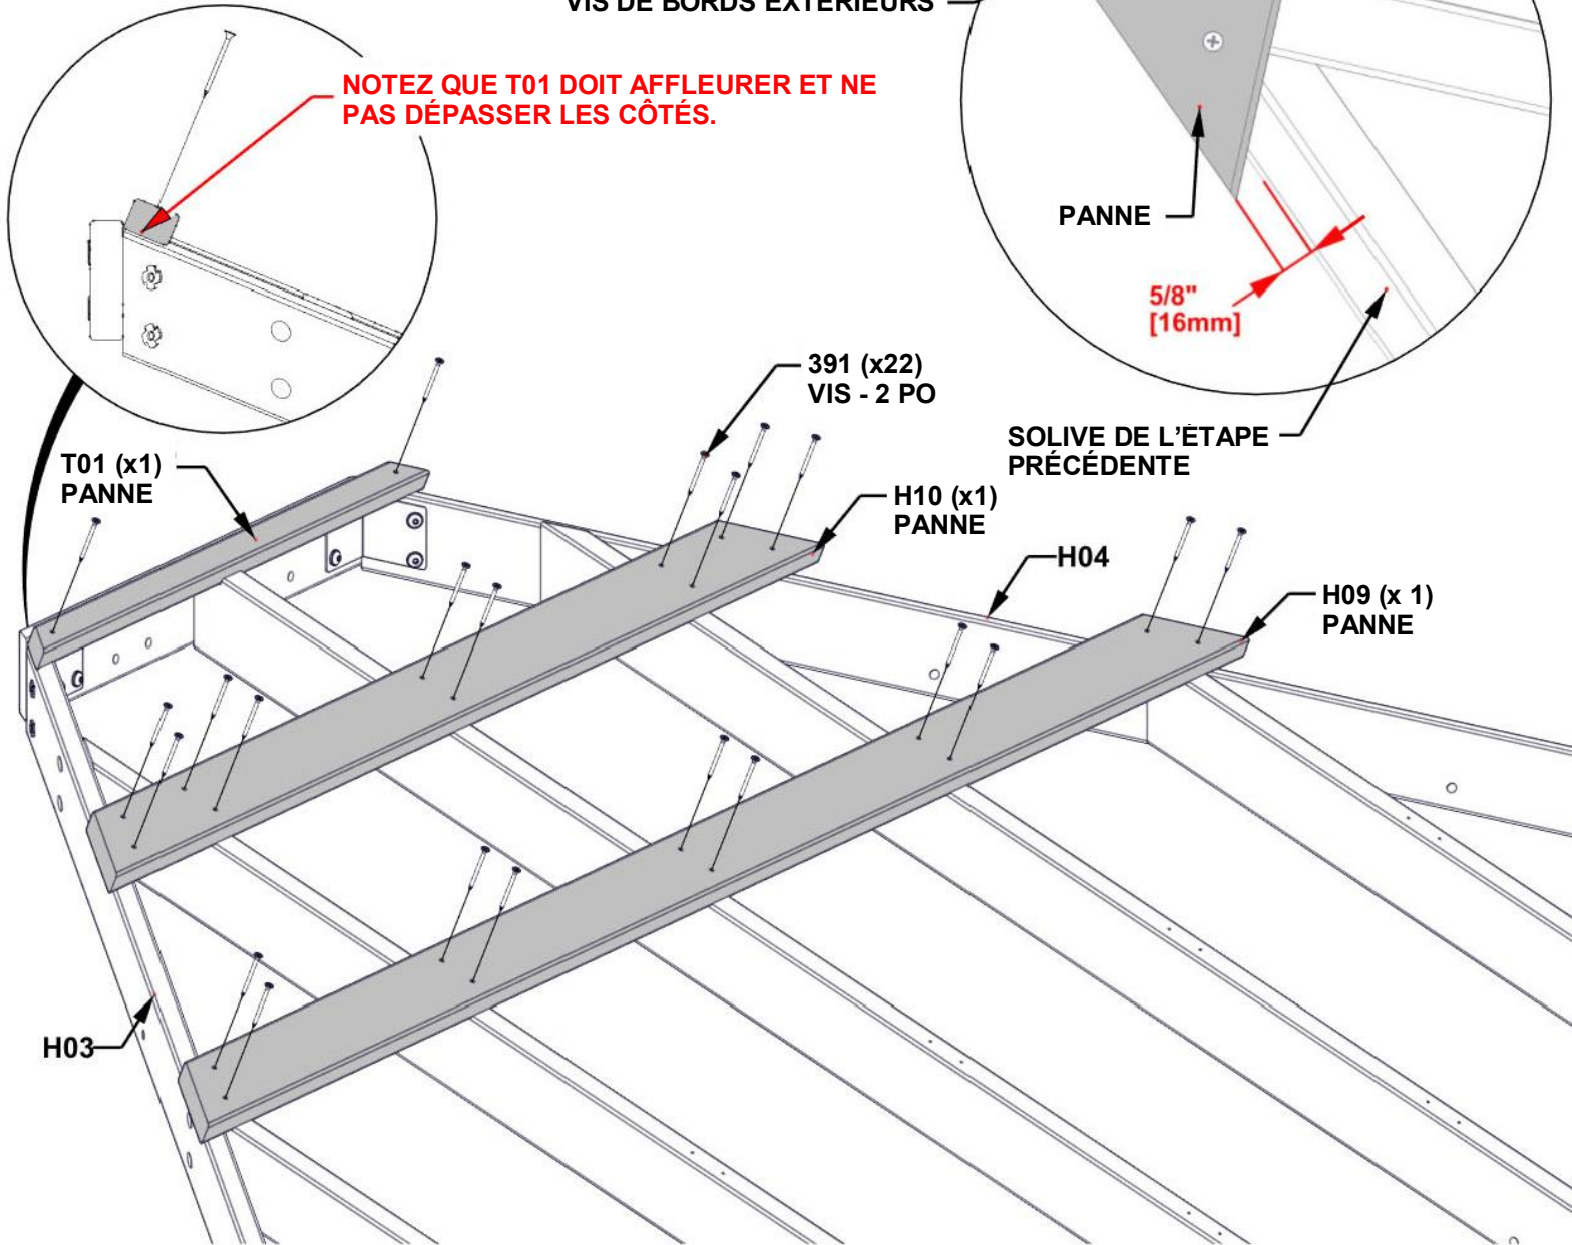 VIS DE BORDS EXTÉRIEURS
NOTEZ QUE T01 DOIT AFFLEURER ET NE
PAS DÉPASSER LES CÔTÉS.
PANNE
5/8"
[16mm]
391 (x22)
VIS - 2 PO
SOLIVE DE L'ÉTAPE
PRÉCÉDENTE
T01 (x1)
PANNE
H10 (x1)
PANNE
H04
H09 (x 1)
PANNE
H03